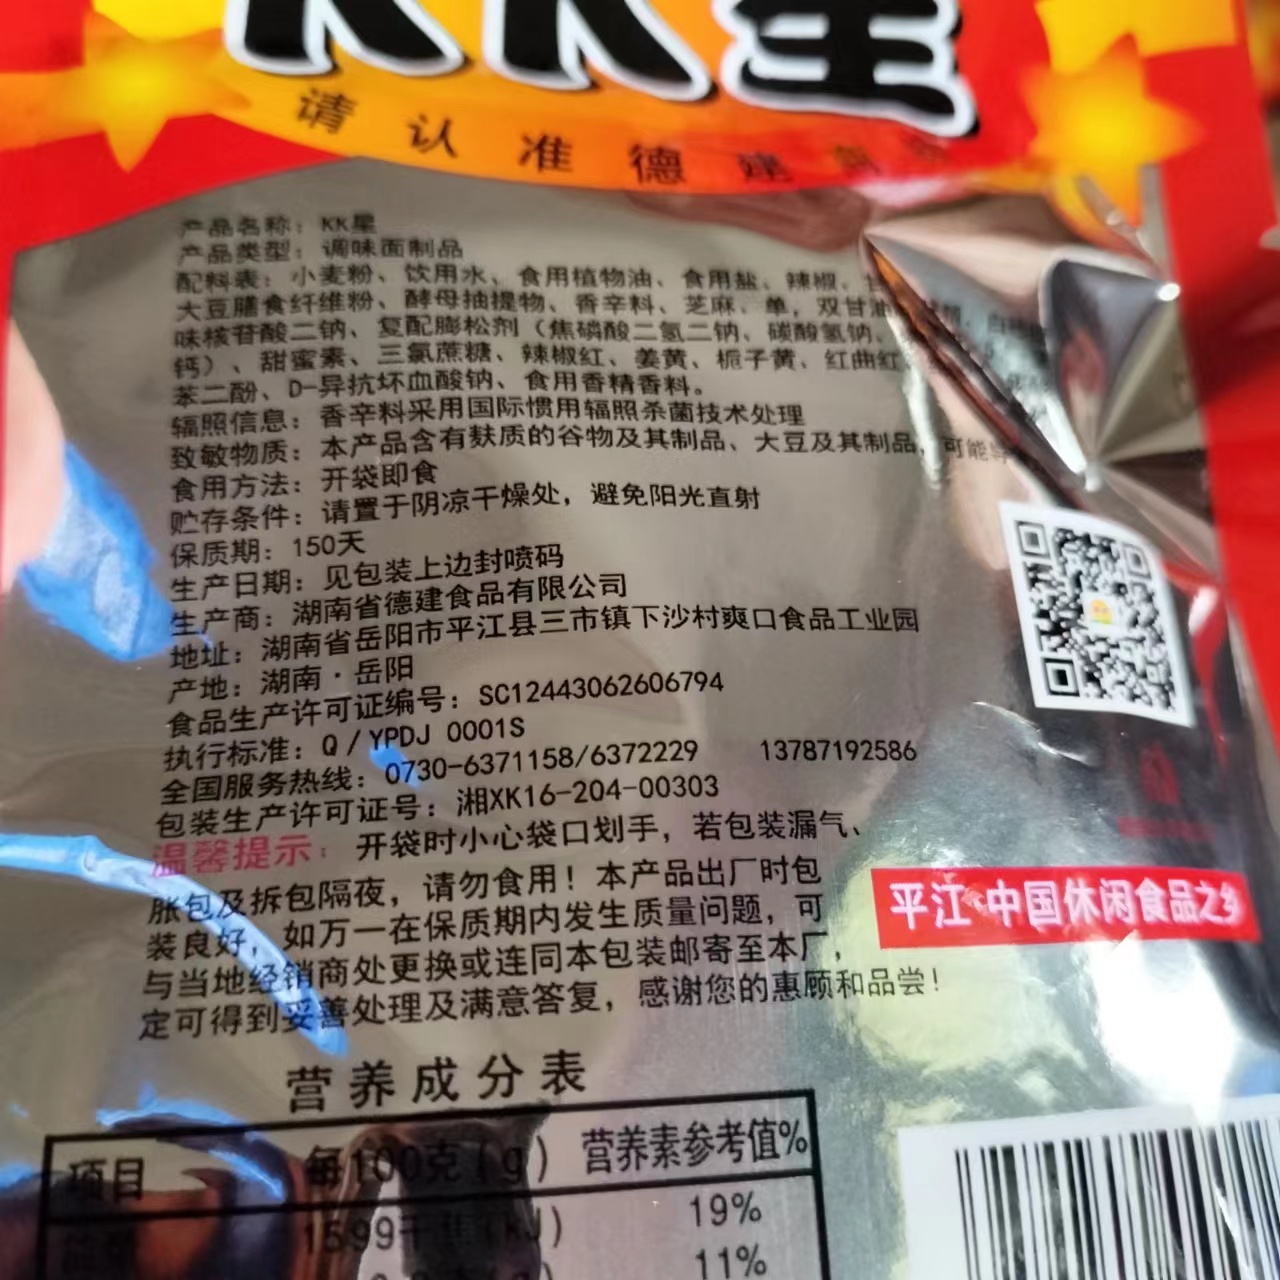 KK星
请认准德建
产品名称：KK星
产品类型：调味面制品
配料表：小麦粉、饮用水、食用植物油、食用盐、辣椒、
大豆膳食纤维粉、酵母抽提物、香辛料、芝麻、单，双甘油
味核苷酸二钠、复配膨松剂（焦磷酸二氢二钠、碳酸氢钠、
钙）、甜蜜素、三氯蔗糖、辣椒红、姜黄、栀子黄、红曲红、
苯二酚、D-异抗坏血酸钠、食用香精香料。
辐照信息：香辛料采用国际惯用辐照杀菌技术处理
致敏物质：本产品含有麸质的谷物及其制品、大豆及其制品，可能
食用方法：开袋即食
贮存条件：请置于阴凉干燥处，避免阳光直射
保质期：150天
生产日期：见包装上边封喷码
生产商：湖南省德建食品有限公司
地址：湖南省岳阳市平江县三市镇下沙村爽口食品工业园
产地：湖南·岳阳
食品生产许可证编号：SC12443062606794
执行标准：Q/YPDJ 0001S
全国服务热线：0730-6371158/6372229 13787192586
包装生产许可证号：湘XK16-204-00303
温馨提示：开袋时小心袋口划手，若包装漏气、
胀包及拆包隔夜，请勿食用！本产品出厂时包
装良好，如万一在保质期内发生质量问题，可
与当地经销商处更换或连同本包装邮寄至本厂，
定可得到妥善处理及满意答复，感谢您的惠顾和品尝！
平江·中国休闲食品之乡
营养成分表
项目 每100克(g) 营养素参考值%
1599千焦(kJ) 19%
11%